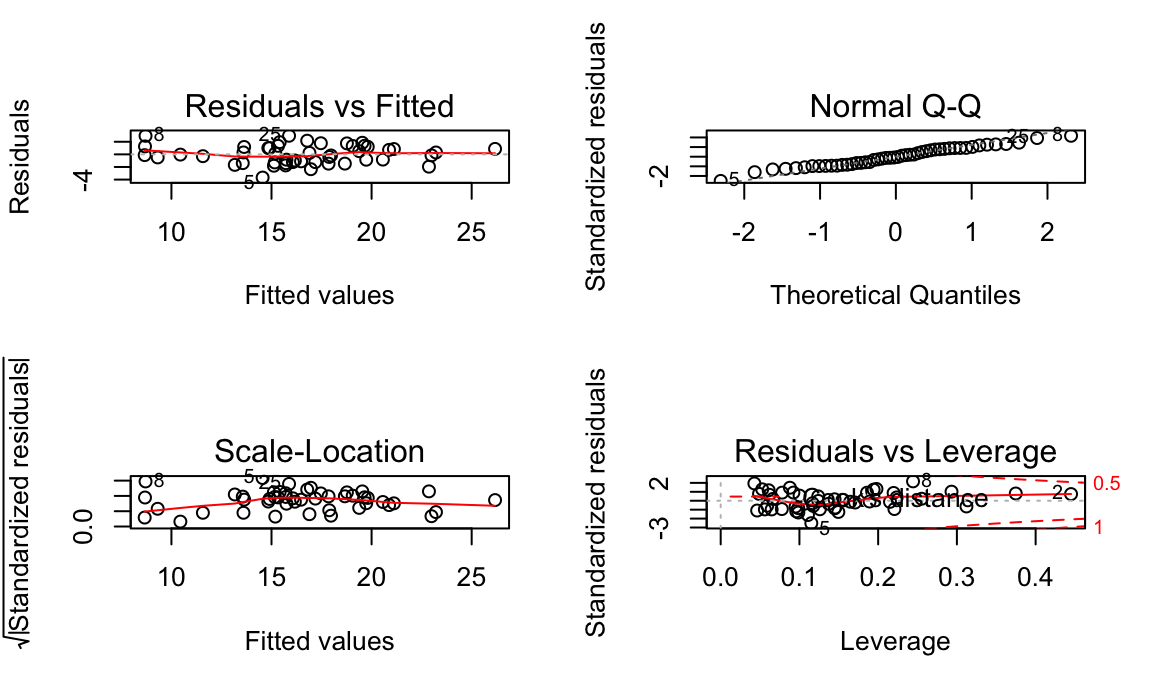 Residuals vs Fitted
Residuals
-4
8
25
5
10 15 20 25
Fitted values
Normal Q-Q
Standardized residuals
-2
5
25
8
-2 -1 0 1 2
Theoretical Quantiles
Scale-Location
√|Standardized residuals|
0.0
8
5
25
10 15 20 25
Fitted values
Residuals vs Leverage
Standardized residuals
2
-3
8
2
5
distance
0.5
1
0.0 0.1 0.2 0.3 0.4
Leverage